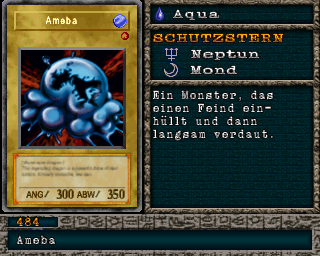 Ameba
ANG/ 300 ABW/ 350
Aqua
SCHUTZSTERN
Neptun
Mond
Ein Monster, das
einen Feind ein-
hüllt und dann
langsam verdaut.
484
Ameba